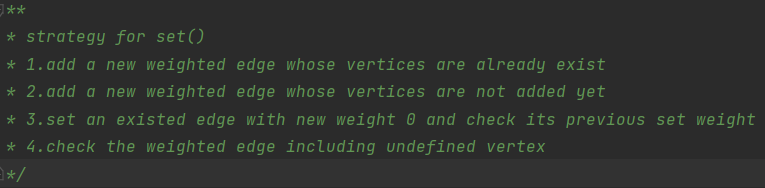 **
* strategy for set()
* 1.add a new weighted edge whose vertices are already exist
* 2.add a new weighted edge whose vertices are not added yet
* 3.set an existed edge with new weight 0 and check its previous set weight
* 4.check the weighted edge including undefined vertex
*/